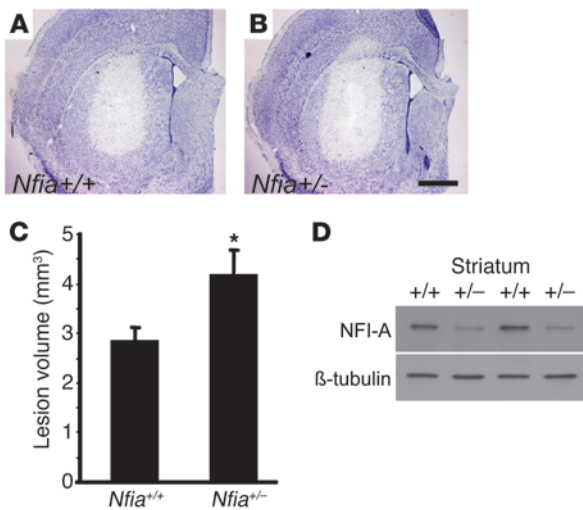 A
B
Nfia+/+
Nfia+/-
C
Lesion volume (mm³)
5
4
3
2
1
0
*
Nfia+/+
Nfia+/–
D
Striatum
+/+ +/– +/+ +/–
NFI-A
ß-tubulin